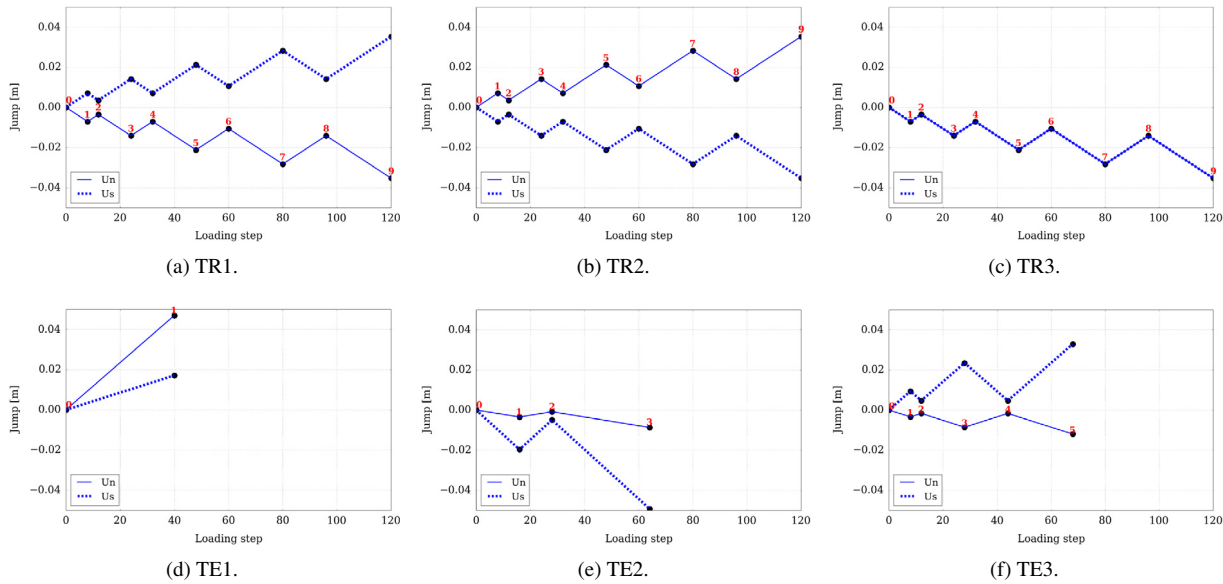 0.04
0.02
0.00
−0.02
−0.04
Jump [m]
0 1 2 3 4 5 6 7 8 9
Un
Us
0 20 40 60 80 100 120
Loading step
(a) TR1.
0.04
0.02
0.00
−0.02
−0.04
Jump [m]
0 1 2 3 4 5 6 7 8 9
Un
Us
0 20 40 60 80 100 120
Loading step
(b) TR2.
0.04
0.02
0.00
−0.02
−0.04
Jump [m]
0 1 2 3 4 5 6 7 8 9
Un
Us
0 20 40 60 80 100 120
Loading step
(c) TR3.
0.04
0.02
0.00
−0.02
−0.04
Jump [m]
0 1
Un
Us
0 20 40 60 80 100 120
Loading step
(d) TE1.
0.04
0.02
0.00
−0.02
−0.04
Jump [m]
0 1 2 3
Un
Us
0 20 40 60 80 100 120
Loading step
(e) TE2.
0.04
0.02
0.00
−0.02
−0.04
Jump [m]
0 1 2 3 4 5
Un
Us
0 20 40 60 80 100 120
Loading step
(f) TE3.